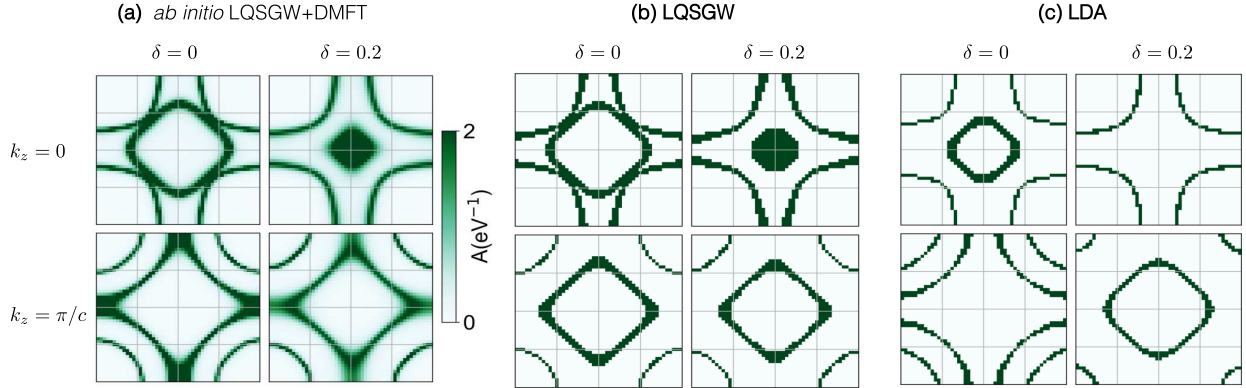 (a) ab initio LQSGW+DMFT
(b) LQSGW
(c) LDA
δ = 0
δ = 0.2
δ = 0
δ = 0.2
δ = 0
δ = 0.2
k_z = 0
k_z = π/c
2
A(eV⁻¹)
0